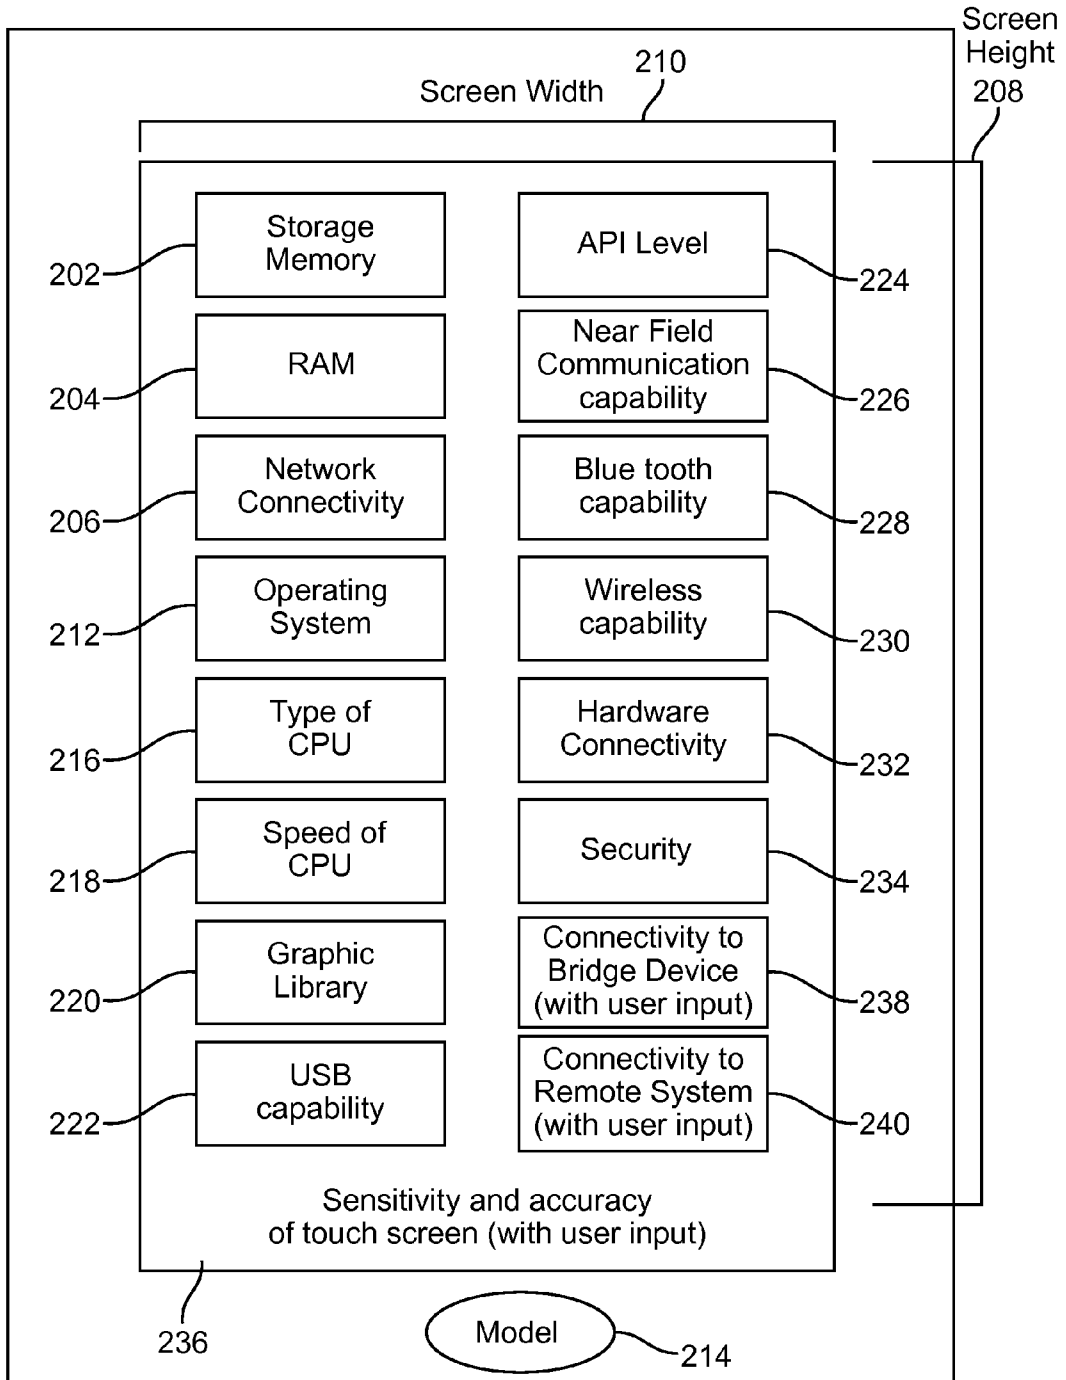 Screen
Height
208
210
Screen Width
Storage
Memory
202
API Level
224
RAM
204
Near Field
Communication
capability
226
Network
Connectivity
206
Blue tooth
capability
228
Operating
System
212
Wireless
capability
230
Type of
CPU
216
Hardware
Connectivity
232
Speed of
CPU
218
Security
234
Graphic
Library
220
Connectivity to
Bridge Device
(with user input)
238
USB
capability
222
Connectivity to
Remote System
(with user input)
240
Sensitivity and accuracy
of touch screen (with user input)
236
Model
214